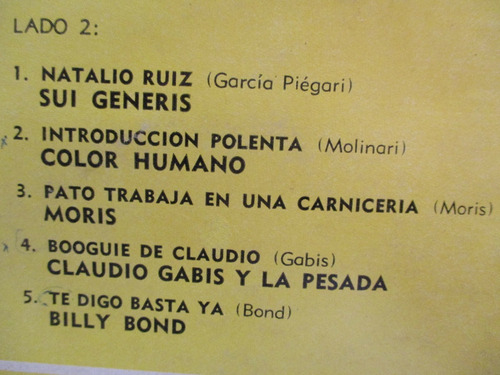 LADO 2:
1. NATALIO RUIZ (García Piégari)
SUI GENERIS
2. INTRODUCCION POLENTA (Molinari)
COLOR HUMANO
3. PATO TRABAJA EN UNA CARNICERIA (Moris)
MORIS
4. BOOGUIE DE CLAUDIO (Gabis)
CLAUDIO GABIS Y LA PESADA
5. TE DIGO BASTA YA (Bond)
BILLY BOND